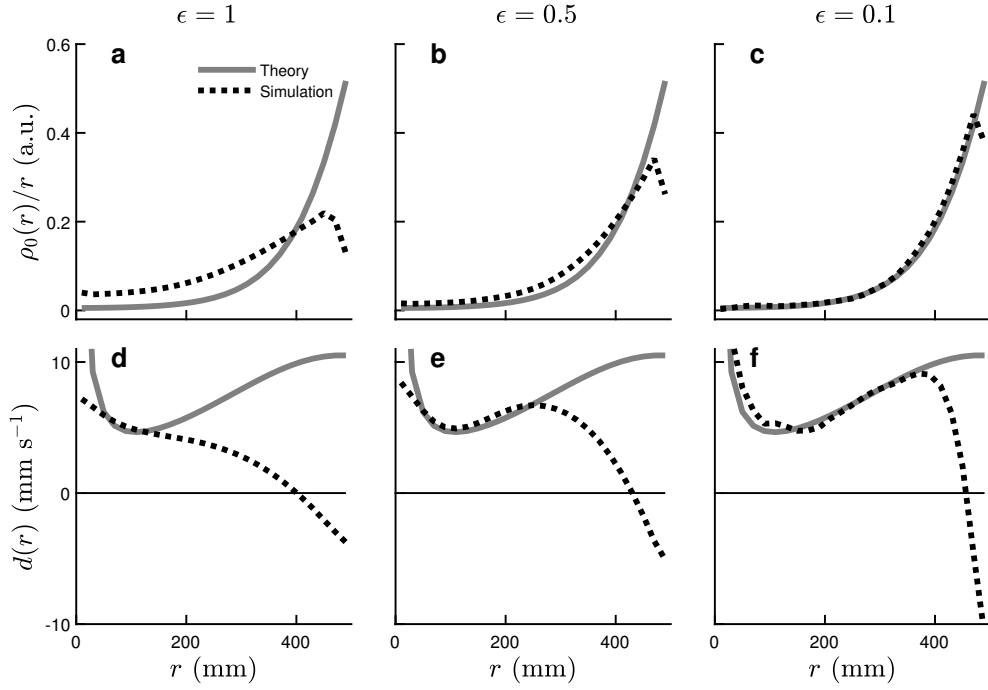 ϵ = 1
ϵ = 0.5
ϵ = 0.1
ρ₀(r)/r (a.u.)
0.6
0.4
0.2
0
a
Theory
Simulation
b
c
d(r) (mm s⁻¹)
10
0
-10
d
e
f
0 200 400
0 200 400
0 200 400
r (mm)
r (mm)
r (mm)